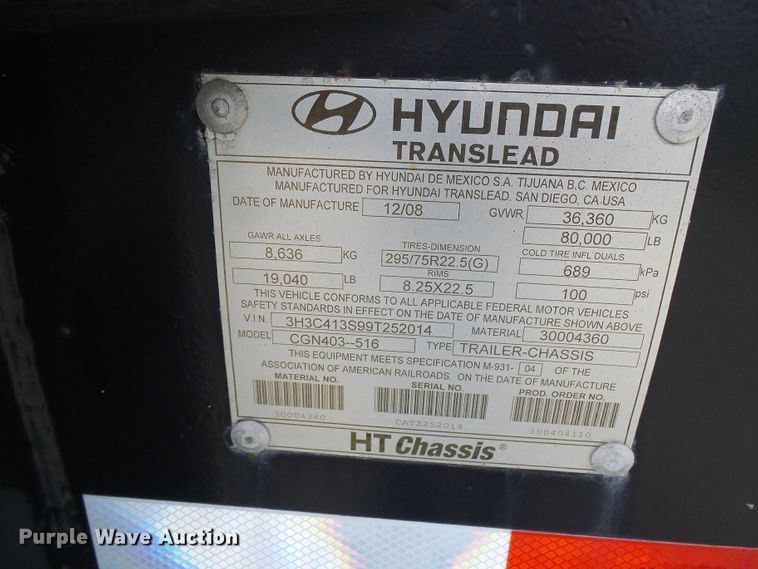 HYUNDAI
TRANSLEAD
MANUFACTURED BY HYUNDAI DE MEXICO S.A. TIJUANA B.C. MEXICO
MANUFACTURED FOR HYUNDAI TRANSLEAD. SAN DIEGO, CA.USA
DATE OF MANUFACTURE 12/08 GVWR 36,360 KG
80,000 LB
GAWR ALL AXLES TIRES-DIMENSION COLD TIRE INFL DUALS
8,636 KG 295/75R22.5(G) 689 kPa
19,040 LB RIMS 8.25X22.5 100 psi
THIS VEHICLE CONFORMS TO ALL APPLICABLE FEDERAL MOTOR VEHICLES
SAFETY STANDARDS IN EFFECT ON THE DATE OF MANUFACTURE SHOWN ABOVE
V.I.N. 3H3C413S99T252014 MATERIAL 30004360
MODEL CGN403--516 TYPE TRAILER-CHASSIS
THIS EQUIPMENT MEETS SPECIFICATION M-931- 04 OF THE
ASSOCIATION OF AMERICAN RAILROADS. ON THE DATE OF MANUFACTURE
MATERIAL NO. SERIAL NO. PROD. ORDER NO.
30004360 CATZ252014 100404110
HT Chassis®
Purple Wave Auction